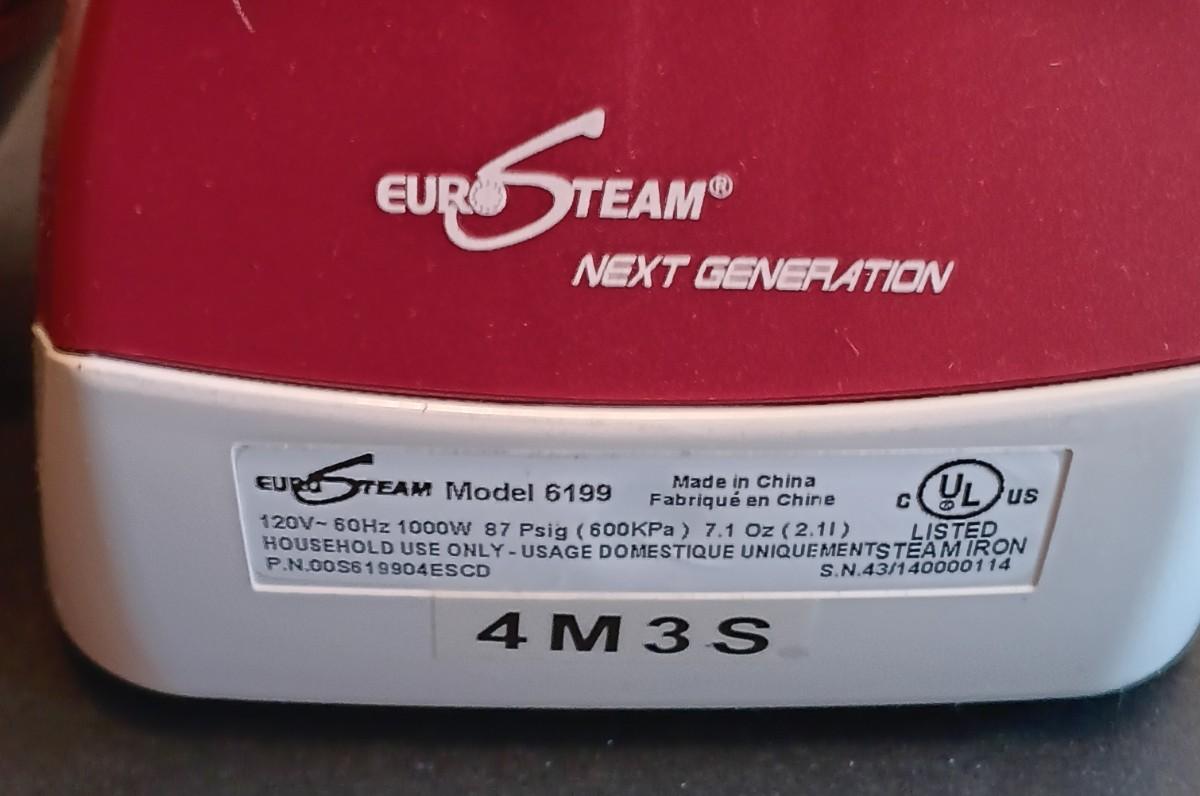 EUROSTEAM®
NEXT GENERATION
EUROSTEAM Model 6199
Made in China
Fabriqué en Chine
C UL® US
LISTED
120V~ 60Hz 1000W 87 Psig (600KPa) 7.1 Oz (2.1l)
HOUSEHOLD USE ONLY - USAGE DOMESTIQUE UNIQUEMENT
STEAM IRON
P.N.00S619904ESCD
S.N.43/140000114
4M3S